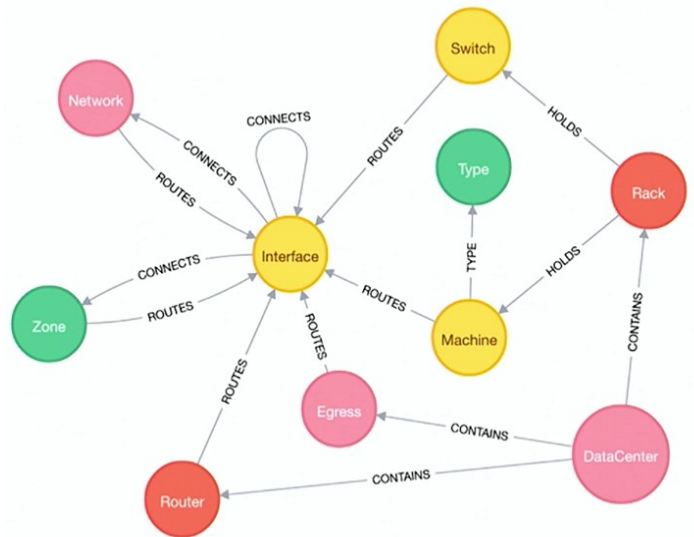 Switch
Network
CONNECTS
HOLDS
ROUTES
CONNECTS
Type
ROUTES
Rack
Interface
TYPE
HOLDS
CONNECTS
ROUTES
ROUTES
Zone
ROUTES
Machine
CONTAINS
ROUTES
Egress
CONTAINS
DataCenter
CONTAINS
Router